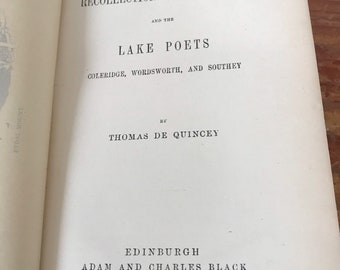 AND THE
LAKE POETS
COLERIDGE, WORDSWORTH, AND SOUTHEY
BY
THOMAS DE QUINCEY
EDINBURGH
ADAM AND CHARLES BLACK